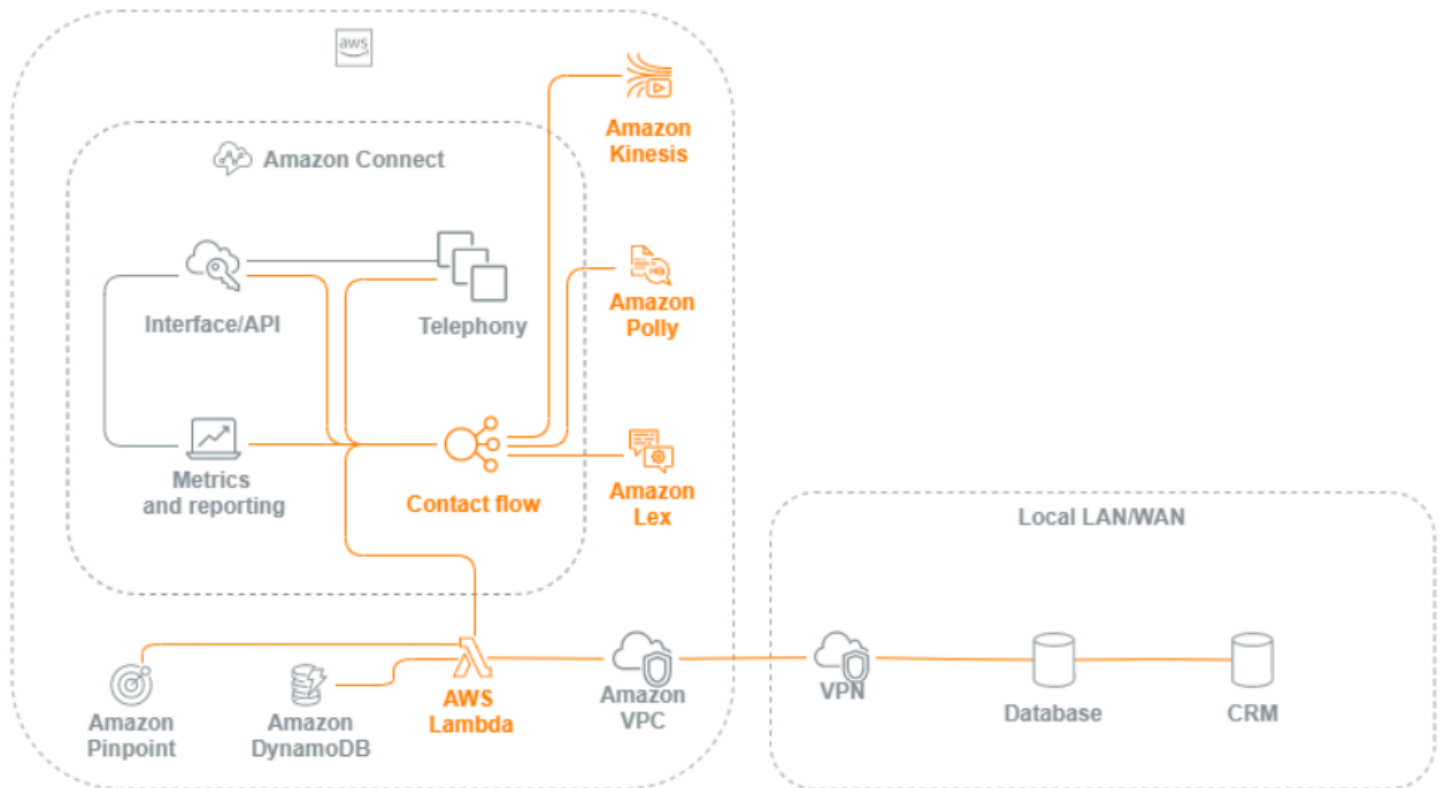 aws
Amazon
Kinesis
Amazon Connect
Amazon
Polly
Interface/API
Telephony
Metrics
and reporting
Contact flow
Amazon
Lex
Local LAN/WAN
Amazon
Pinpoint
Amazon
DynamoDB
AWS
Lambda
Amazon
VPC
VPN
Database
CRM